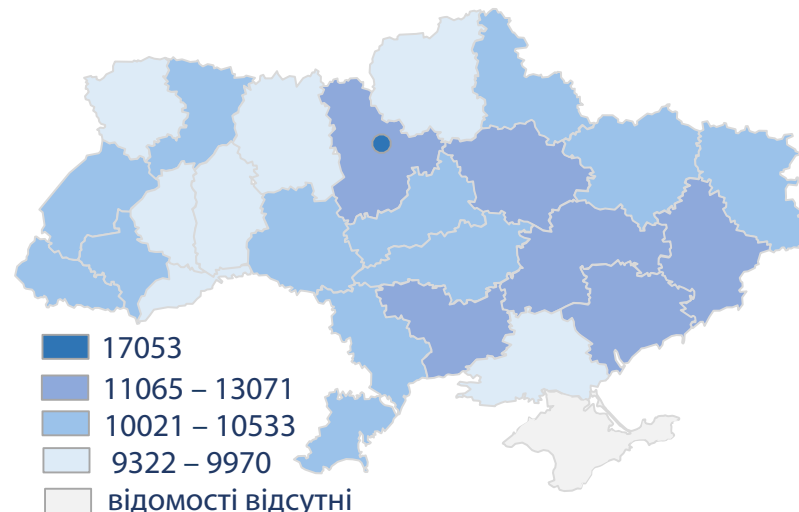 17053
11065 – 13071
10021 – 10533
9322 – 9970
відомості відсутні